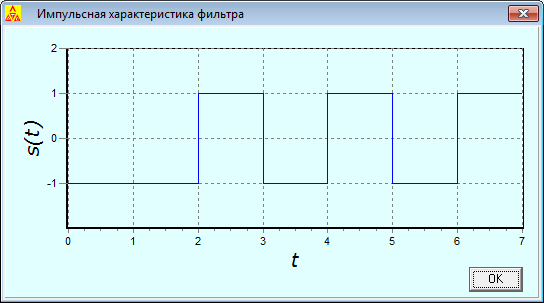 Импульсная характеристика фильтра
2
1
0
-1
s(t)
0 1 2 3 4 5 6 7
t
OK